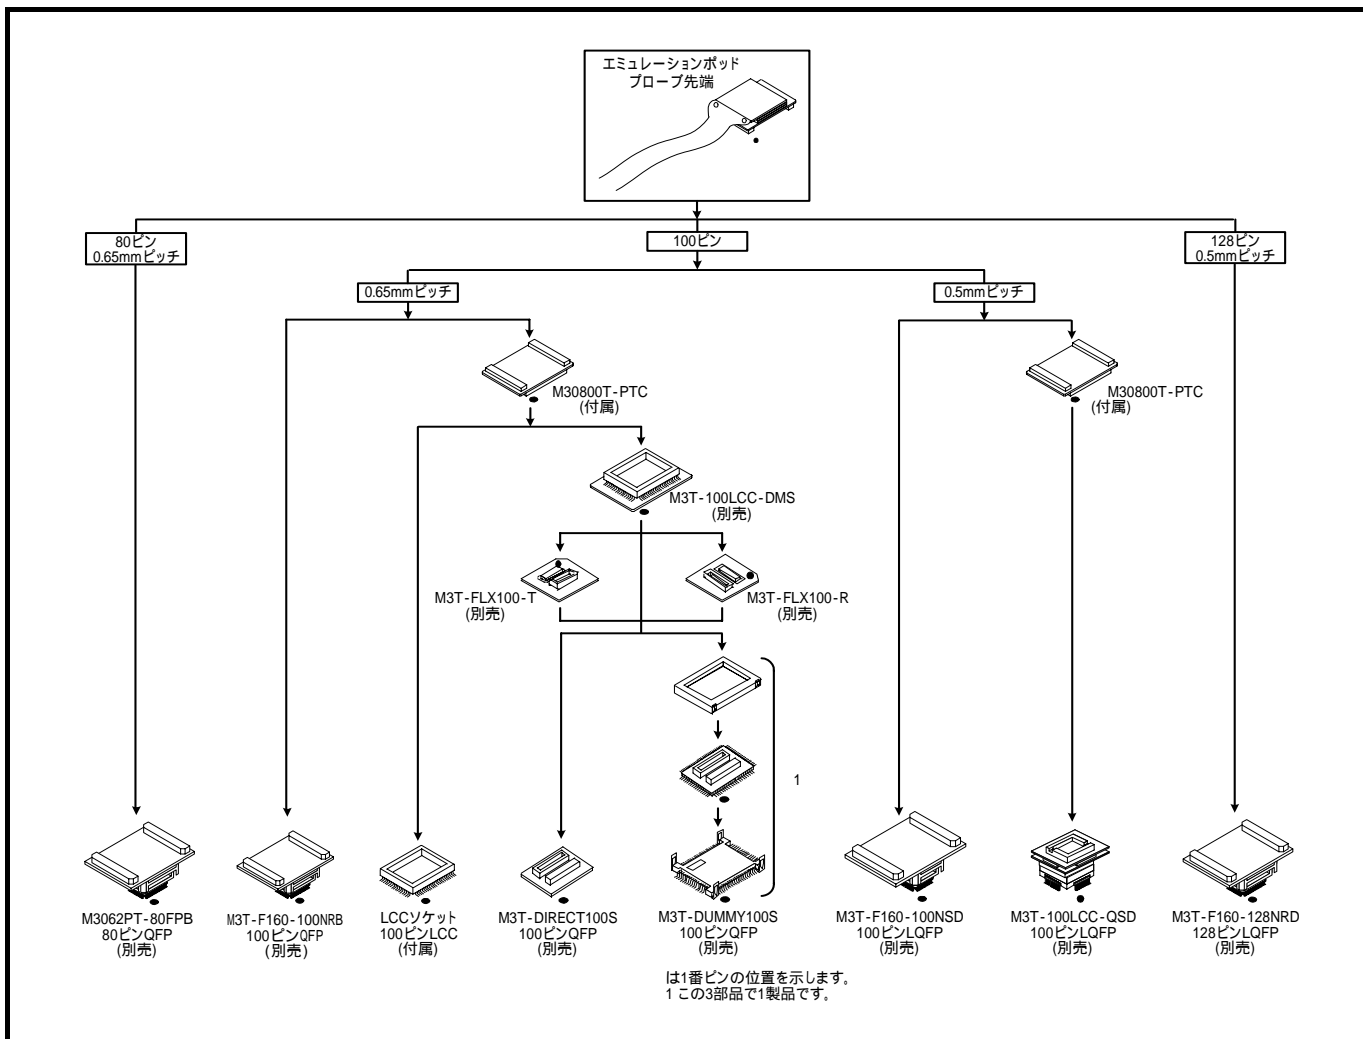 エミュレーションポッド
プローブ先端
80ピン
0.65mmピッチ
100ピン
128ピン
0.5mmピッチ
0.65mmピッチ
0.5mmピッチ
M30800T-PTC
(付属)
M30800T-PTC
(付属)
M3T-100LCC-DMS
(別売)
M3T-FLX100-T
(別売)
M3T-FLX100-R
(別売)
1
M3062PT-80FPB
80ピンQFP
(別売)
M3T-F160-100NRB
100ピンQFP
(別売)
LCCソケット
100ピンLCC
(付属)
M3T-DIRECT100S
100ピンQFP
(別売)
M3T-DUMMY100S
100ピンQFP
(別売)
M3T-F160-100NSD
100ピンLQFP
(別売)
M3T-100LCC-QSD
100ピンLQFP
(別売)
M3T-F160-128NRD
128ピンLQFP
(別売)
は1番ピンの位置を示します。
1 この3部品で1製品です。